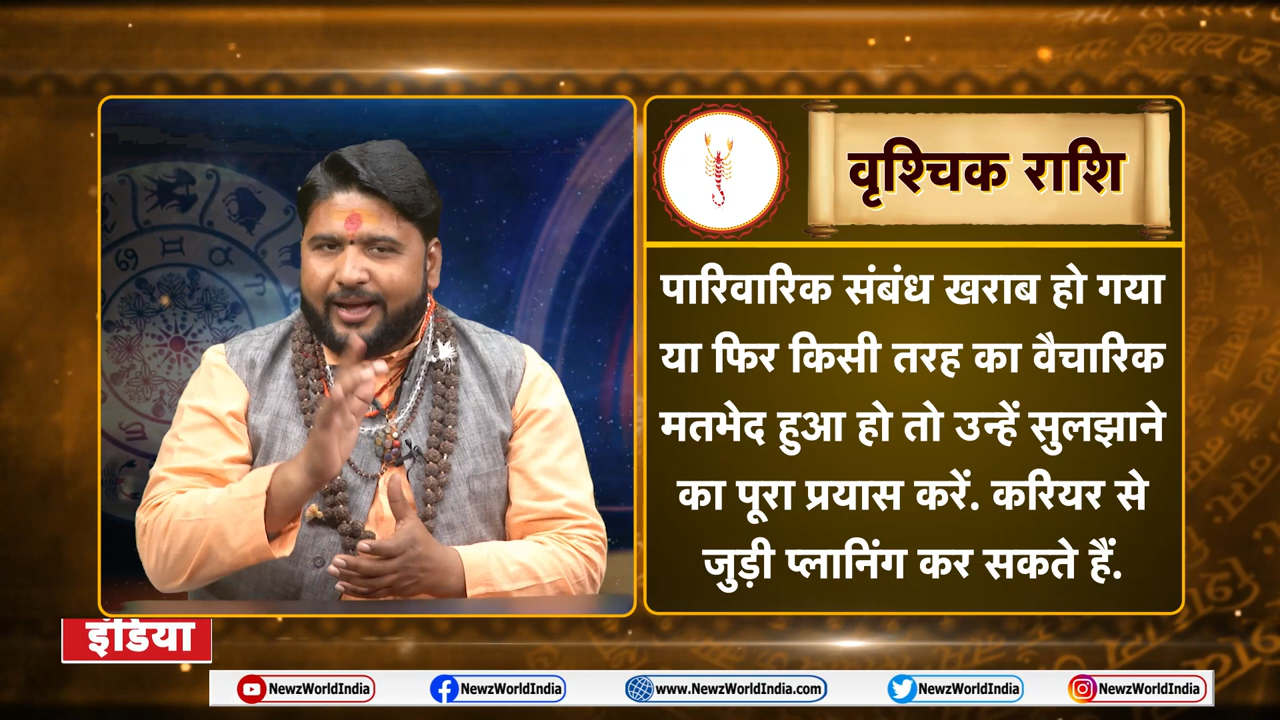 वृश्चिक राशि
पारिवारिक संबंध खराब हो गया
या फिर किसी तरह का वैचारिक
मतभेद हुआ हो तो उन्हें सुलझाने
का पूरा प्रयास करें. करियर से
जुड़ी प्लानिंग कर सकते हैं.
इंडिया
NewzWorldIndia
NewzWorldIndia
www.NewzWorldIndia.com
NewzWorldIndia
NewzWorldIndia